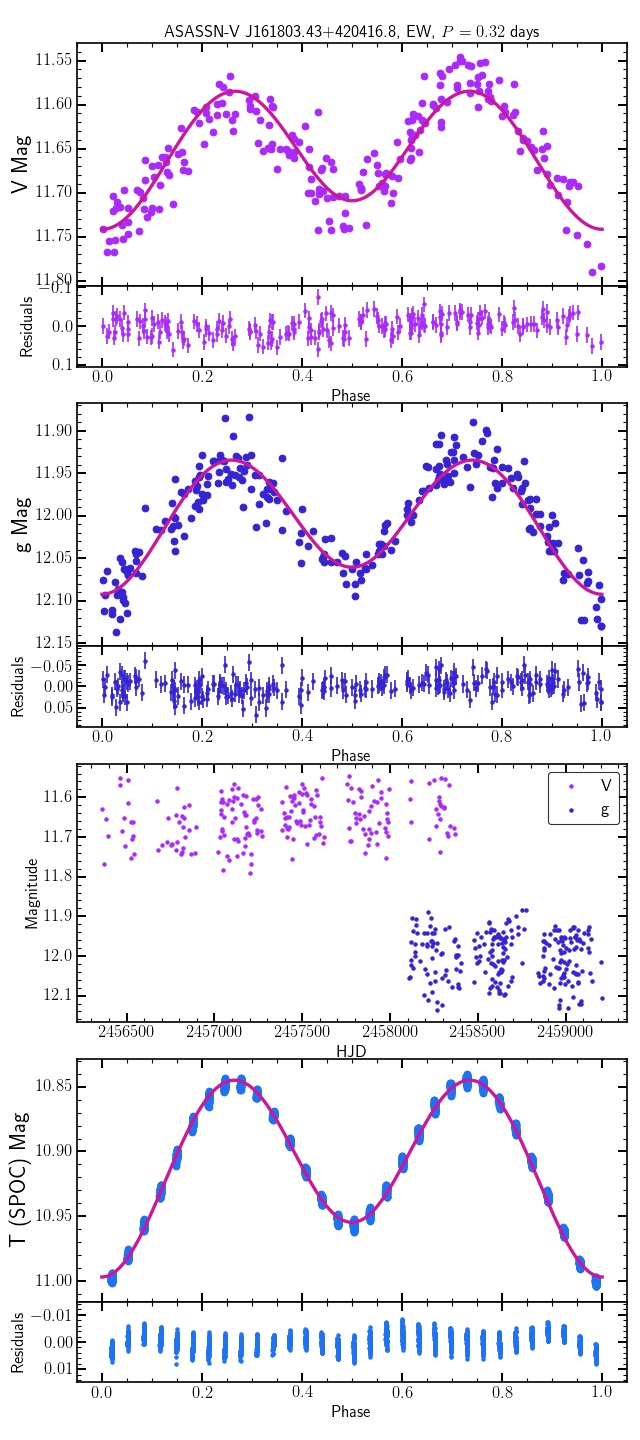 ASASSN-V J161803.43+420416.8, EW, P = 0.32 days
11.55
11.60
11.65
11.70
11.75
11.80
V Mag
−0.1
0.0
0.1
Residuals
0.0 0.2 0.4 0.6 0.8 1.0
Phase
11.90
11.95
12.00
12.05
12.10
12.15
g Mag
−0.05
0.00
0.05
Residuals
0.0 0.2 0.4 0.6 0.8 1.0
Phase
V
g
11.6
11.7
11.8
11.9
12.0
12.1
Magnitude
2456500 2457000 2457500 2458000 2458500 2459000
HJD
10.85
10.90
10.95
11.00
T (SPOC) Mag
−0.01
0.00
0.01
Residuals
0.0 0.2 0.4 0.6 0.8 1.0
Phase